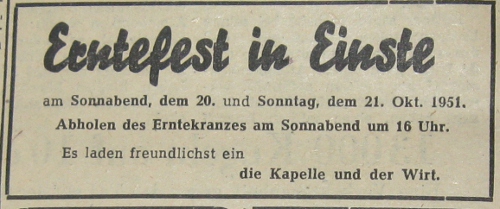 Erntefest in Einste
am Sonnabend, dem 20. und Sonntag, dem 21. Okt. 1951.
Abholen des Erntekranzes am Sonnabend um 16 Uhr.
Es laden freundlichst ein
die Kapelle und der Wirt.